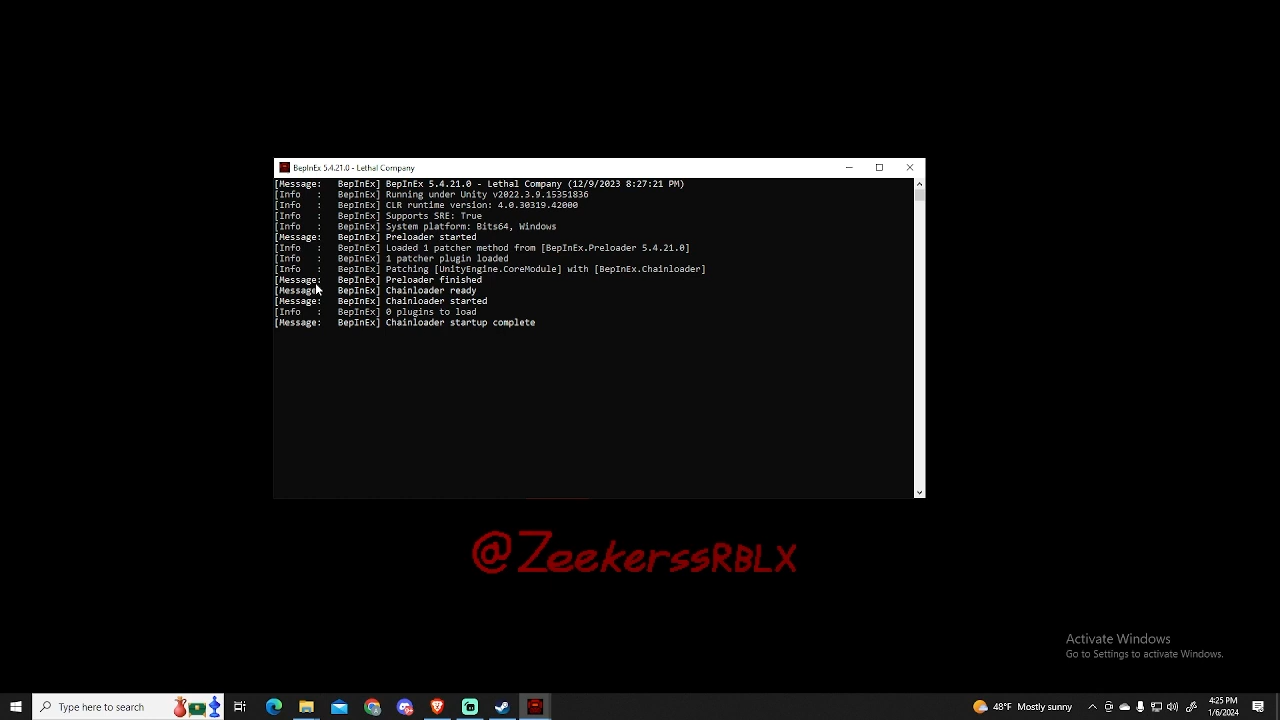 BepInEx 5.4.21.0 - Lethal Company
[Message:   BepInEx] BepInEx 5.4.21.0 - Lethal Company (12/9/2023 8:27:21 PM)
[Info   :   BepInEx] Running under Unity v2022.3.9.15351836
[Info   :   BepInEx] CLR runtime version: 4.0.30319.42000
[Info   :   BepInEx] Supports SRE: True
[Info   :   BepInEx] System platform: Bits64, Windows
[Message:   BepInEx] Preloader started
[Info   :   BepInEx] Loaded 1 patcher method from [BepInEx.Preloader 5.4.21.0]
[Info   :   BepInEx] 1 patcher plugin loaded
[Info   :   BepInEx] Patching [UnityEngine.CoreModule] with [BepInEx.Chainloader]
[Message:   BepInEx] Preloader finished
[Message:   BepInEx] Chainloader ready
[Message:   BepInEx] Chainloader started
[Info   :   BepInEx] 0 plugins to load
[Message:   BepInEx] Chainloader startup complete
@ZeekerssRBLX
Activate Windows
Go to Settings to activate Windows.
Type here to search
48°F Mostly sunny
4:25 PM
1/6/2024